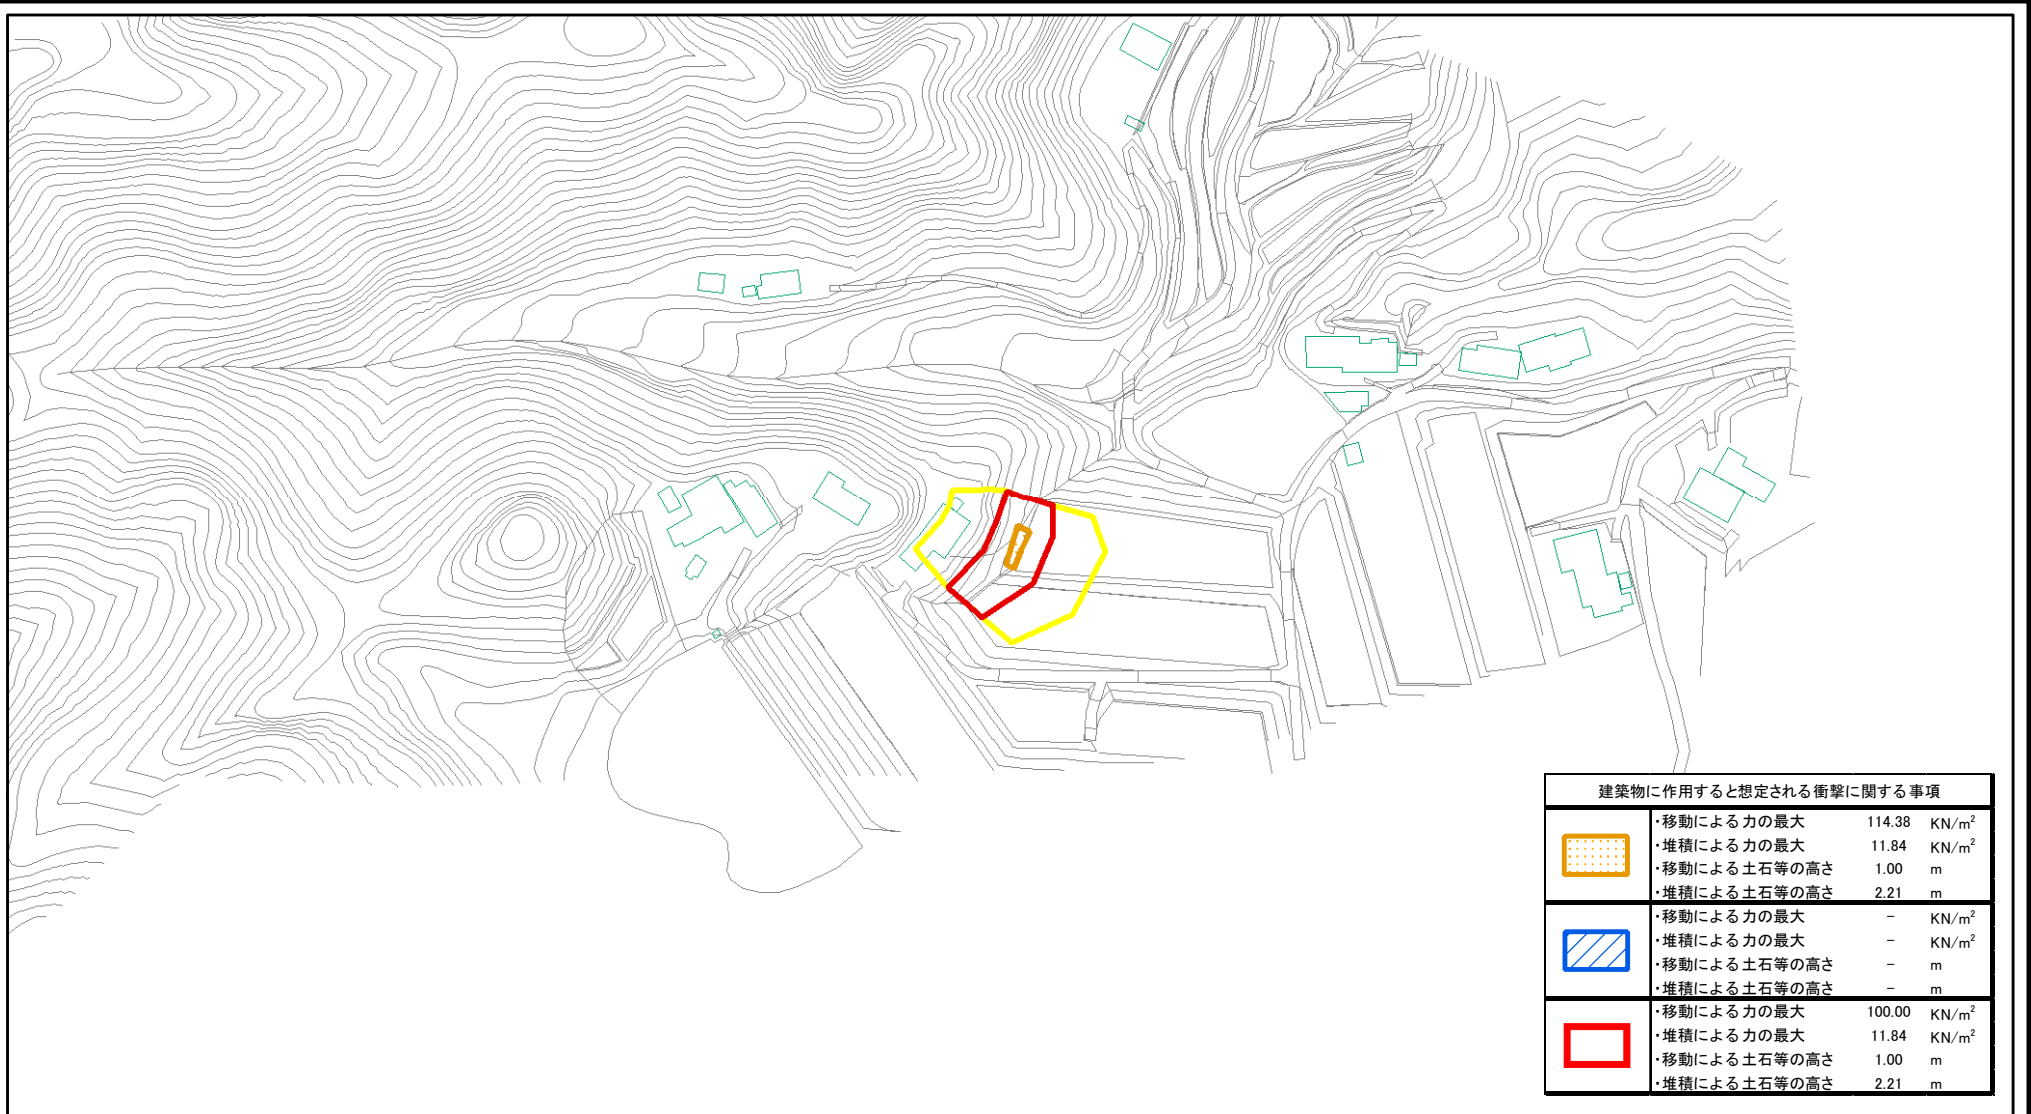 建築物に作用すると想定される衝撃に関する事項
・移動による力の最大 114.38 KN/m²
・堆積による力の最大 11.84 KN/m²
・移動による土石等の高さ 1.00 m
・堆積による土石等の高さ 2.21 m
・移動による力の最大 － KN/m²
・堆積による力の最大 － KN/m²
・移動による土石等の高さ － m
・堆積による土石等の高さ － m
・移動による力の最大 100.00 KN/m²
・堆積による力の最大 11.84 KN/m²
・移動による土石等の高さ 1.00 m
・堆積による土石等の高さ 2.21 m